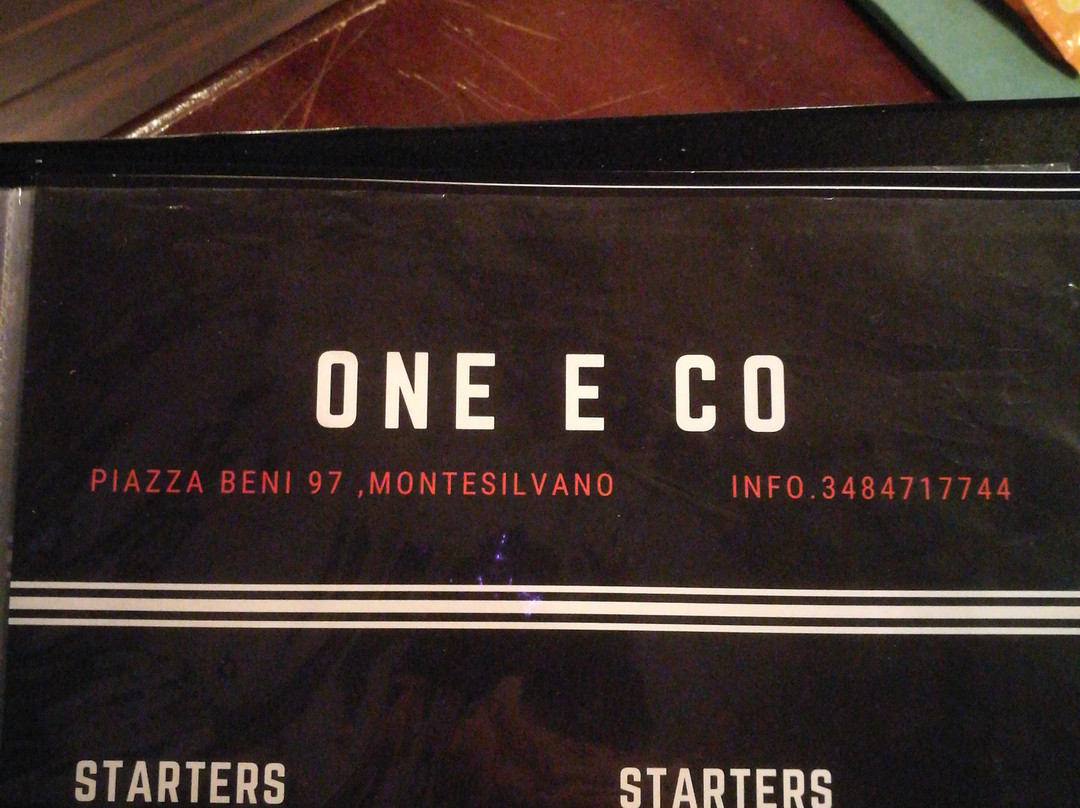 ONE E CO
PIAZZA BENI 97 ,MONTESILVANO INFO.3484717744
STARTERS STARTERS